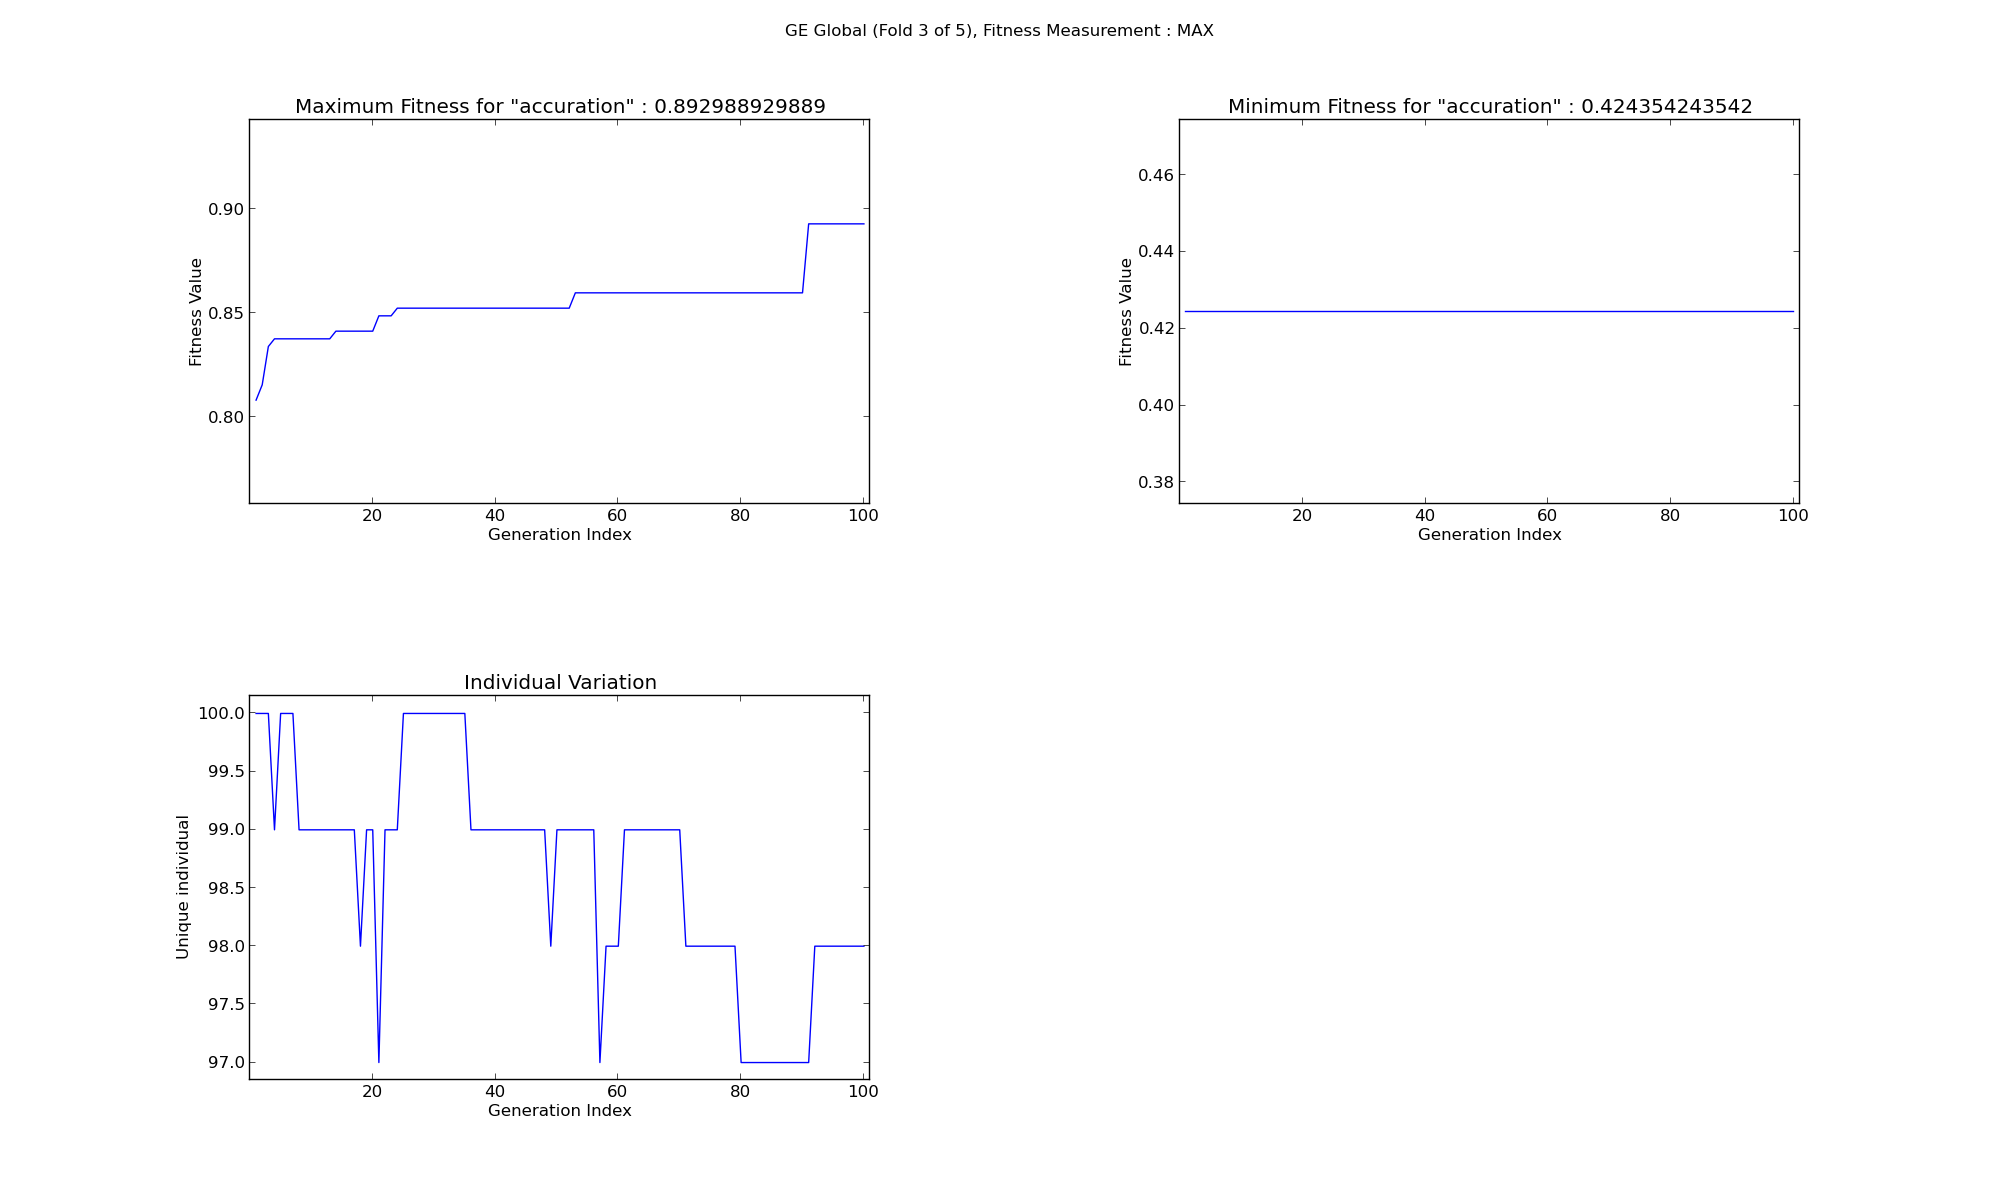 GE Global (Fold 3 of 5), Fitness Measurement : MAX
Maximum Fitness for "accuration" : 0.892988929889
0.90
0.85
0.80
Fitness Value
20 40 60 80 100
Generation Index
Minimum Fitness for "accuration" : 0.424354243542
0.46
0.44
0.42
0.40
0.38
Fitness Value
20 40 60 80 100
Generation Index
Individual Variation
100.0
99.5
99.0
98.5
98.0
97.5
97.0
Unique individual
20 40 60 80 100
Generation Index